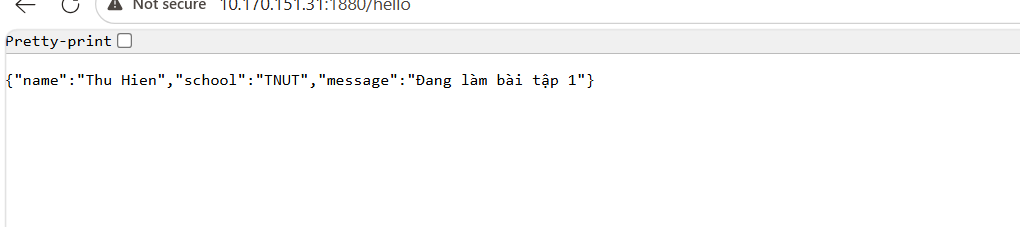 Not secure 10.170.151.31:1880/hello
Pretty-print
{"name":"Thu Hien","school":"TNUT","message":"Đang làm bài tập 1"}